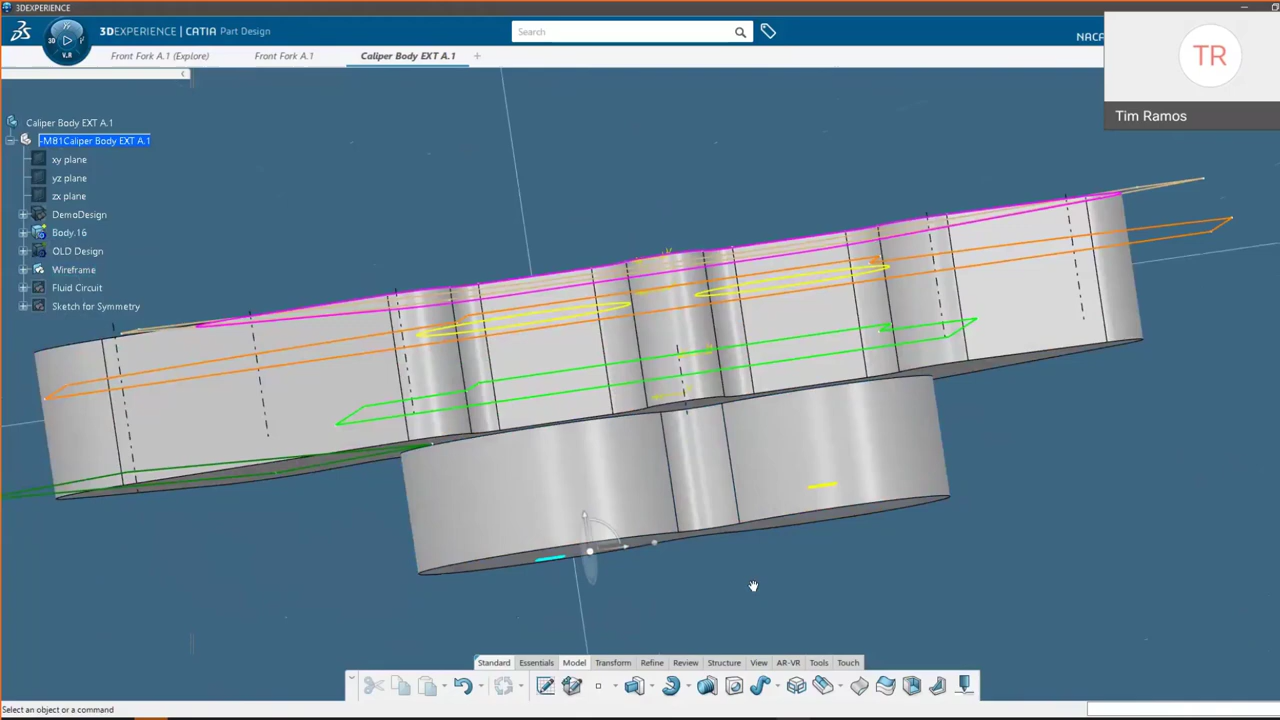 3DEXPERIENCE
3DEXPERIENCE | CATIA Part Design
3D
V.R
Search
NACA
TR
Tim Ramos
Front Fork A.1 (Explore)
Front Fork A.1
Caliper Body EXT A.1
Caliper Body EXT A.1
-M81Caliper Body EXT A.1
xy plane
yz plane
zx plane
DemoDesign
Body.16
OLD Design
Wireframe
Fluid Circuit
Sketch for Symmetry
Standard Essentials Model Transform Refine Review Structure View AR-VR Tools Touch
Select an object or a command